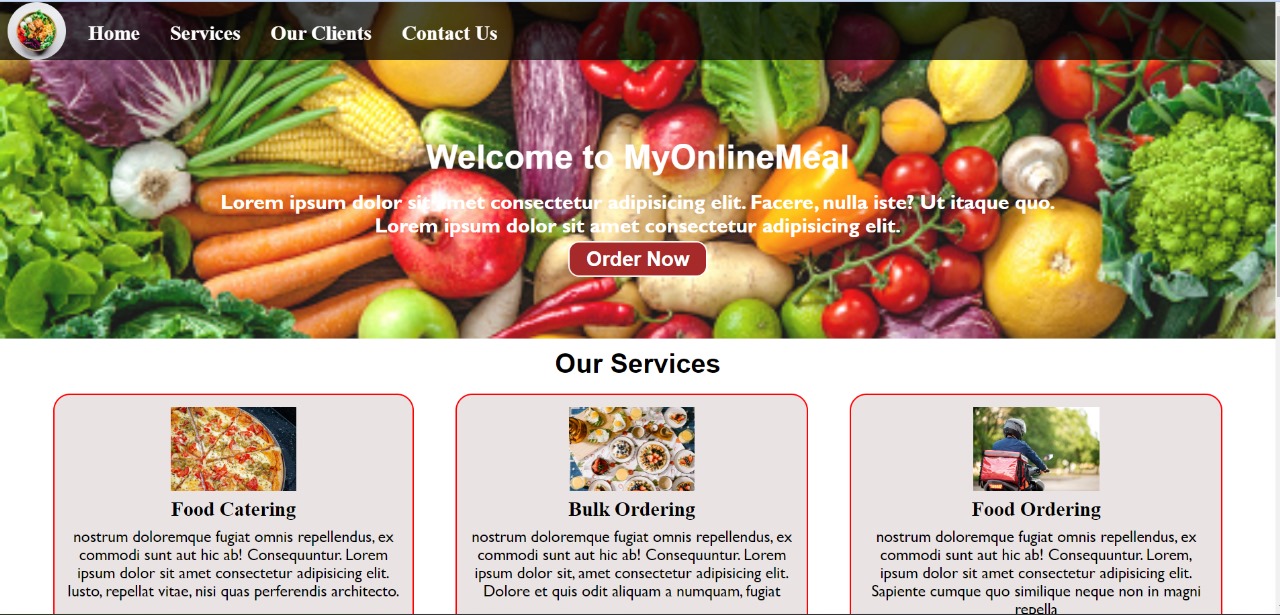 Home Services Our Clients Contact Us
Welcome to MyOnlineMeal
Lorem ipsum dolor sit amet consectetur adipisicing elit. Facere, nulla iste? Ut itaque quo.
Lorem ipsum dolor sit amet consectetur adipisicing elit.
Order Now
Our Services
Food Catering
nostrum doloremque fugiat omnis repellendus, ex
commodi sunt aut hic ab! Consequuntur. Lorem
ipsum dolor sit amet consectetur adipisicing elit.
Iusto, repellat vitae, nisi quas perferendis architecto.
Bulk Ordering
nostrum doloremque fugiat omnis repellendus, ex
commodi sunt aut hic ab! Consequuntur. Lorem
ipsum dolor sit, amet consectetur adipisicing elit.
Dolore et quis odit aliquam a numquam, fugiat
Food Ordering
nostrum doloremque fugiat omnis repellendus, ex
commodi sunt aut hic ab! Consequuntur. Lorem,
ipsum dolor sit amet consectetur adipisicing elit.
Sapiente cumque quo similique neque non in magni
repella